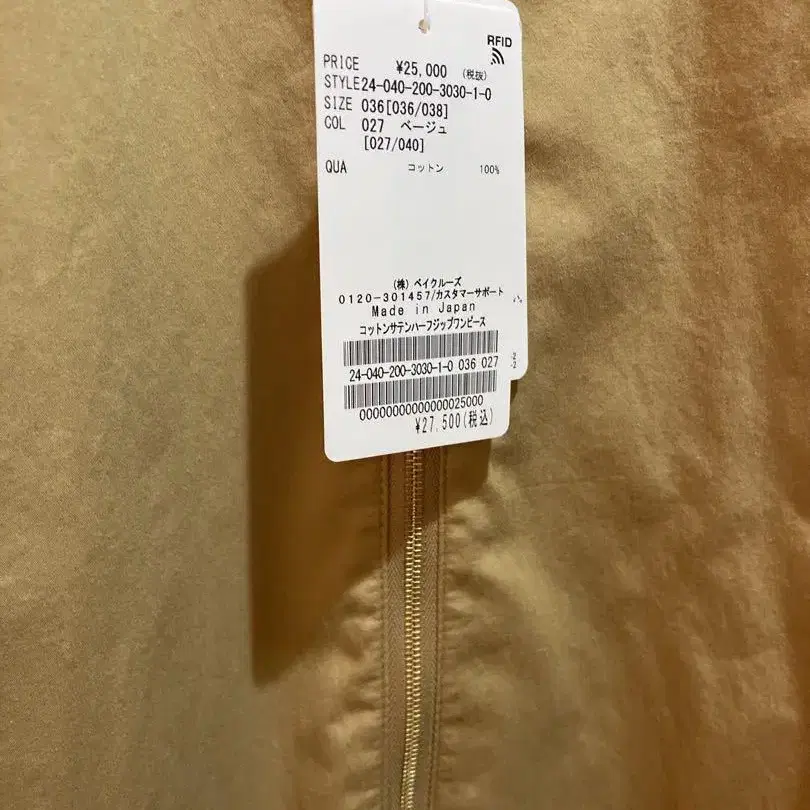 RFID
PRICE ¥25,000 (税抜)
STYLE24-040-200-3030-1-0
SIZE 036[036/038]
COL 027 ベージュ
[027/040]
QUA コットン 100%
(株)ベイクルーズ
0120-301457/カスタマーサポート
Made in Japan
コットンサテンハーフジップワンピース
24-040-200-3030-1-0 036 027
00000000000000025000
¥27,500(税込)